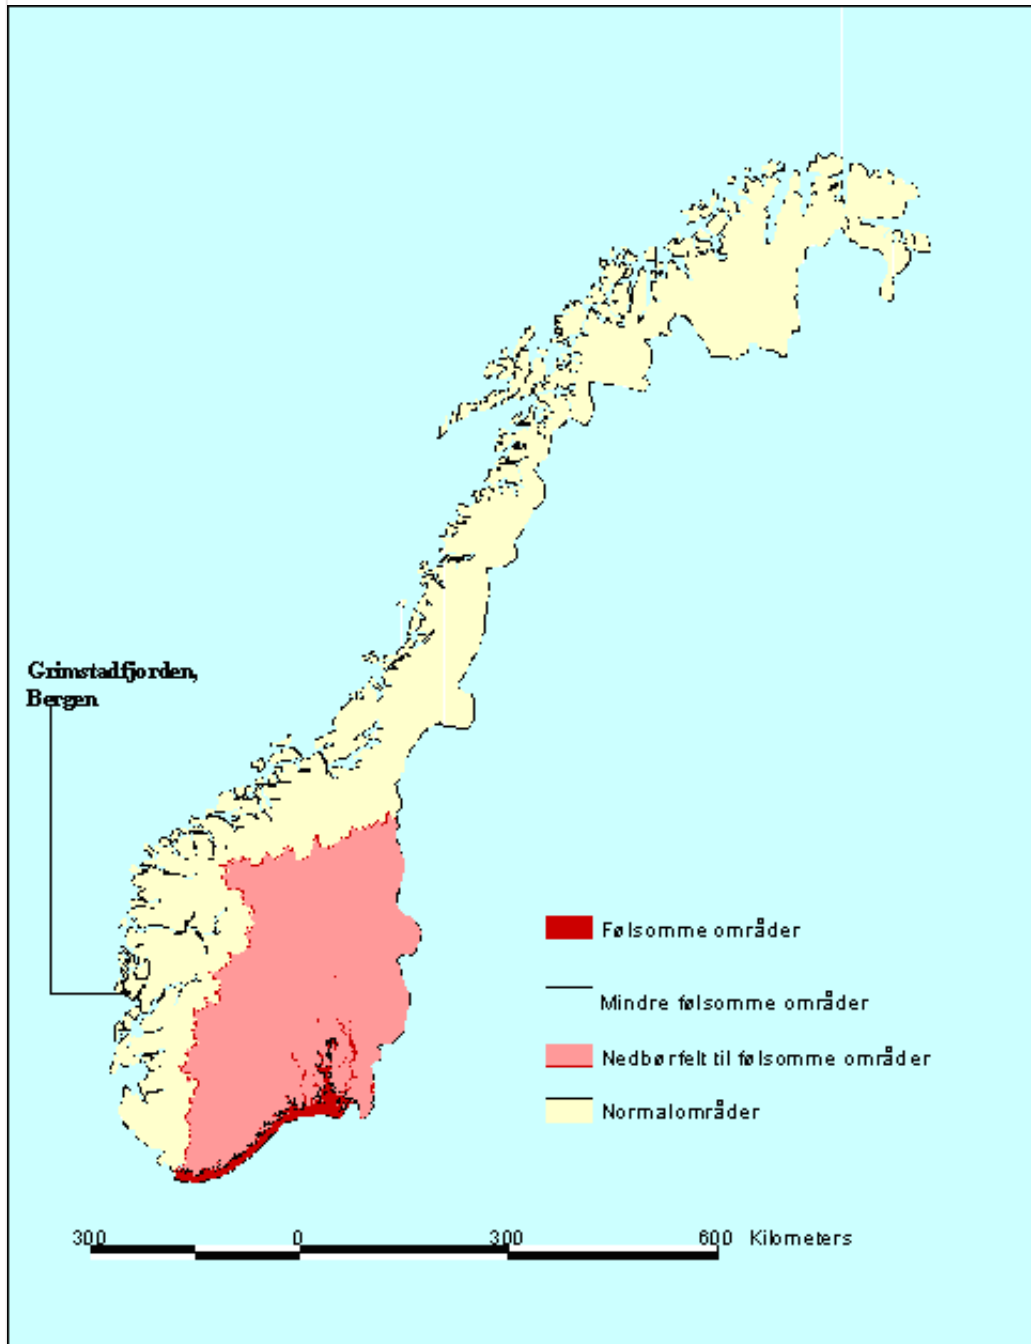 Grimstadfjorden,
Bergen
Følsomme områder
Mindre følsomme områder
Nedbørfelt til følsomme områder
Normalområder
300 0 300 600 Kilometers